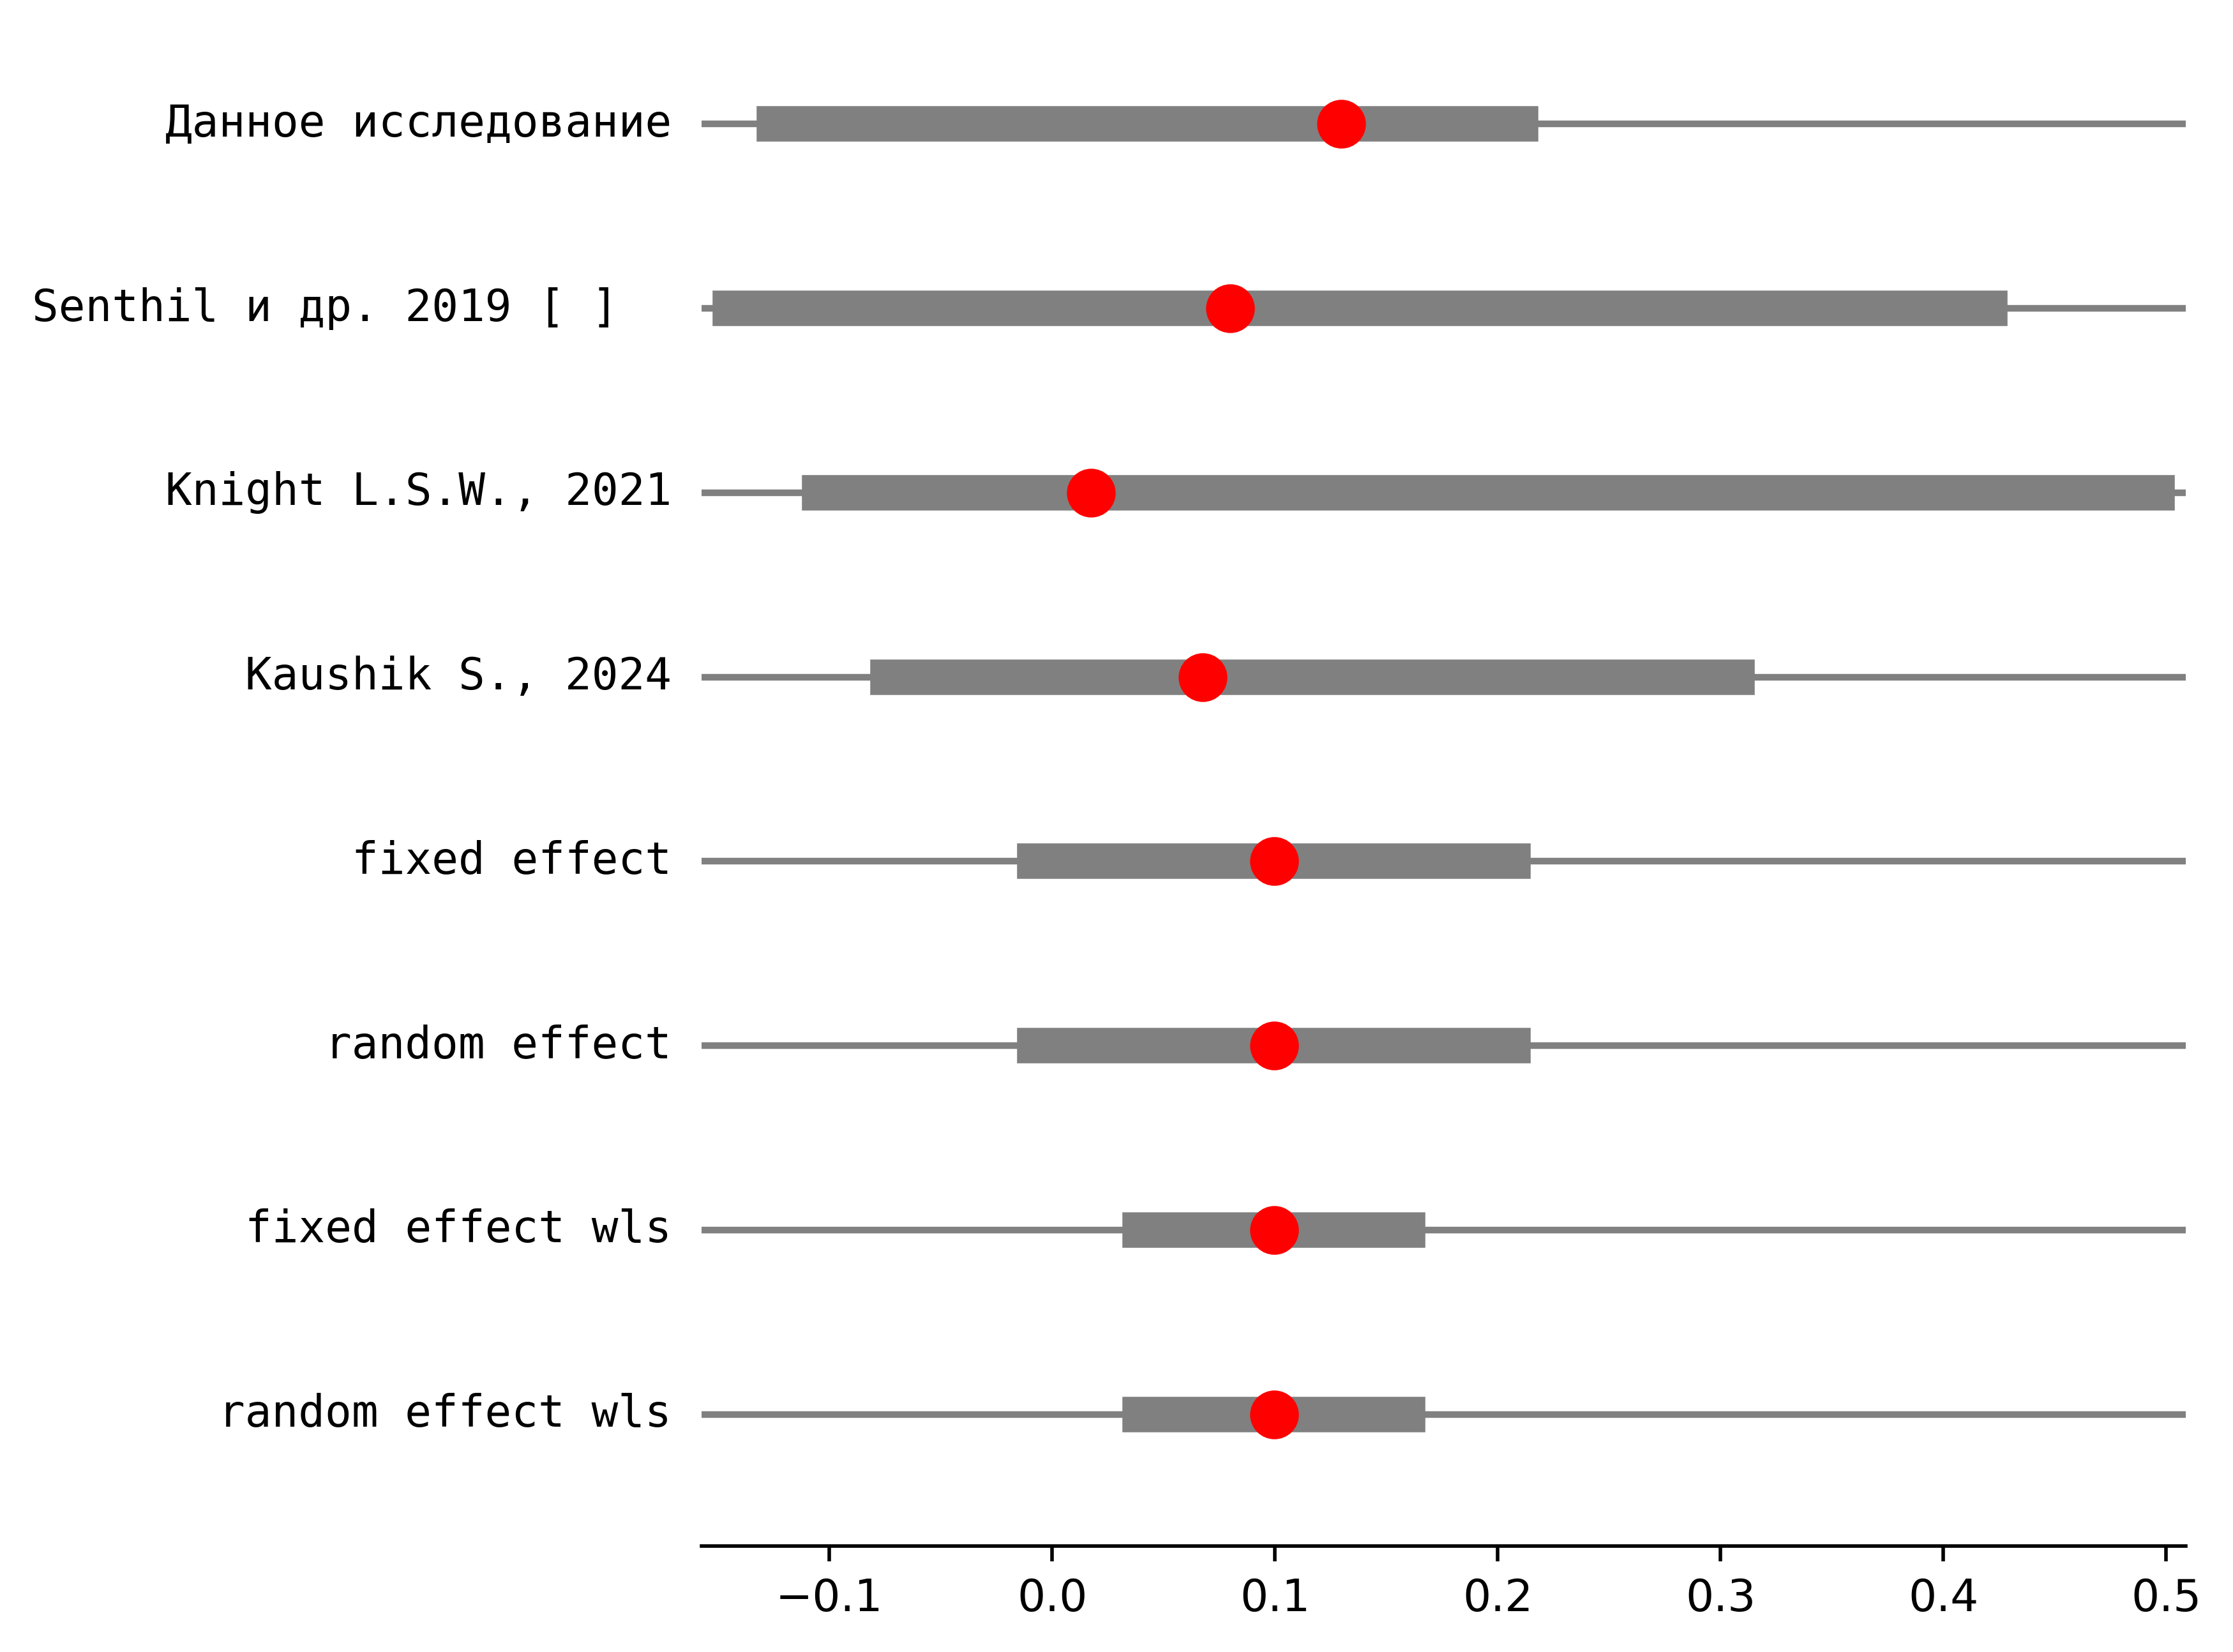 Данное исследование
Senthil и др. 2019 [ ]
Knight L.S.W., 2021
Kaushik S., 2024
fixed effect
random effect
fixed effect wls
random effect wls
−0.1 0.0 0.1 0.2 0.3 0.4 0.5